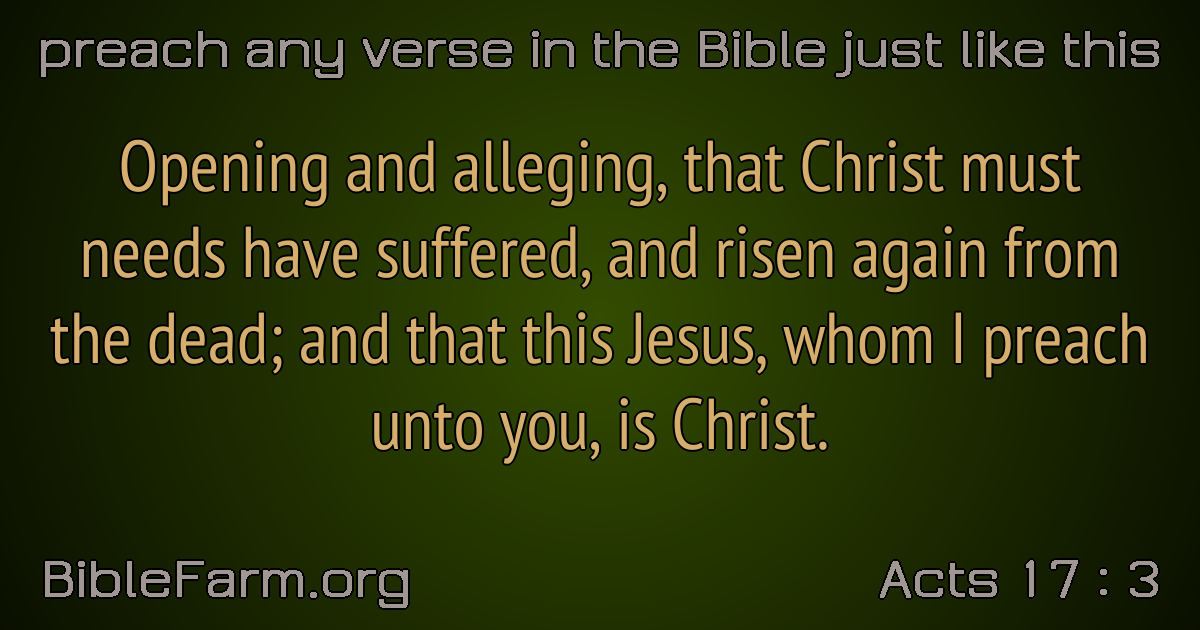 preach any verse in the Bible just like this
Opening and alleging, that Christ must
needs have suffered, and risen again from
the dead; and that this Jesus, whom I preach
unto you, is Christ.
BibleFarm.org
Acts 17 : 3